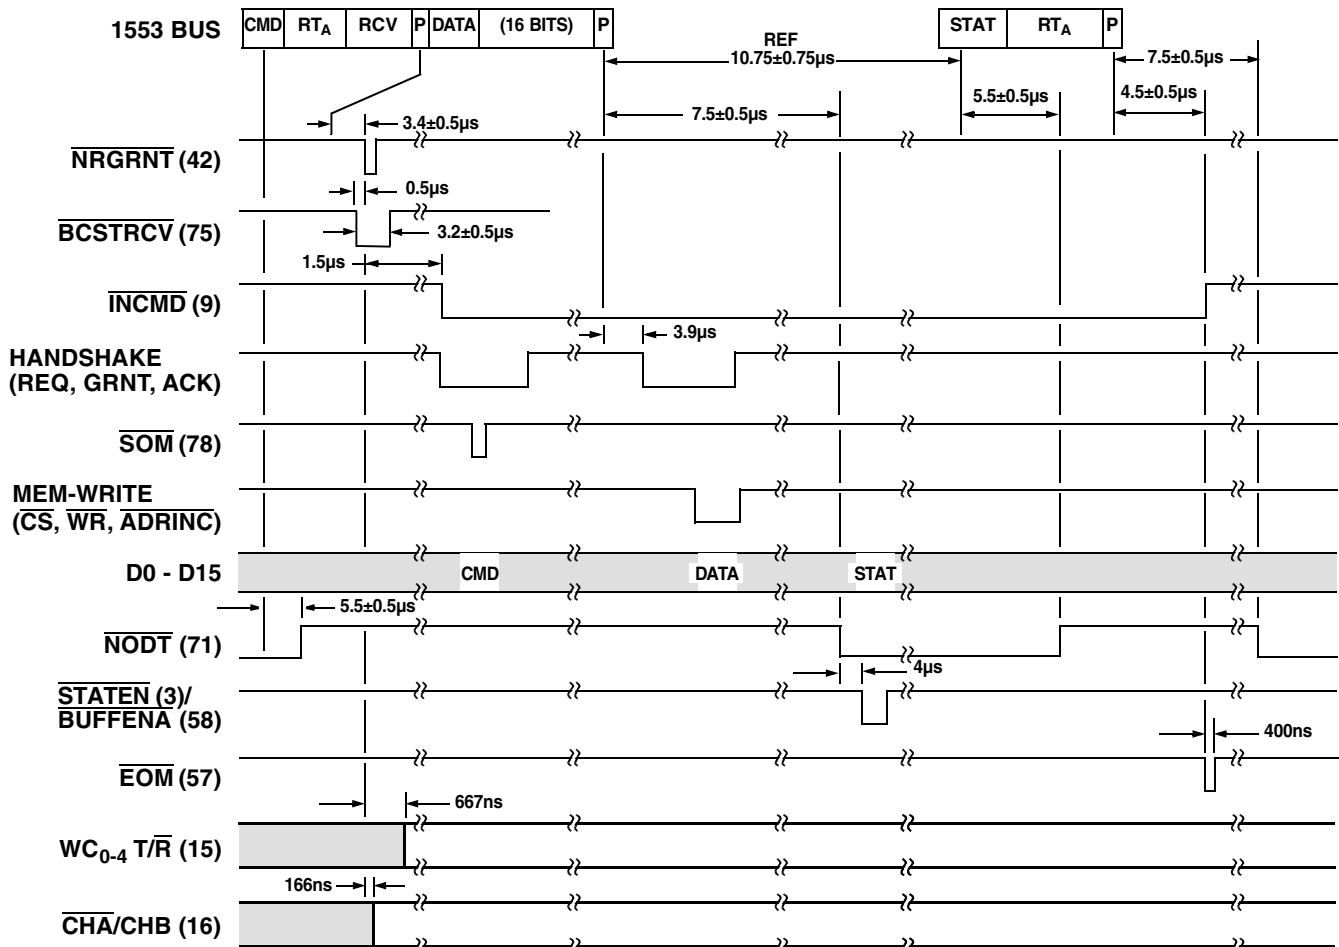 1553 BUS CMD RTA RCV P DATA (16 BITS) P STAT RTA P
REF
10.75±0.75µs
7.5±0.5µs
7.5±0.5µs
5.5±0.5µs
4.5±0.5µs
3.4±0.5µs
NRGRNT (42)
0.5µs
BCSTRCV (75)
3.2±0.5µs
1.5µs
INCMD (9)
3.9µs
HANDSHAKE
(REQ, GRNT, ACK)
SOM (78)
MEM-WRITE
(CS, WR, ADRINC)
D0 - D15 CMD DATA STAT
5.5±0.5µs
NODT (71)
4µs
STATEN (3)/
BUFFENA (58)
400ns
EOM (57)
667ns
WC0-4 T/R (15)
166ns
CHA/CHB (16)